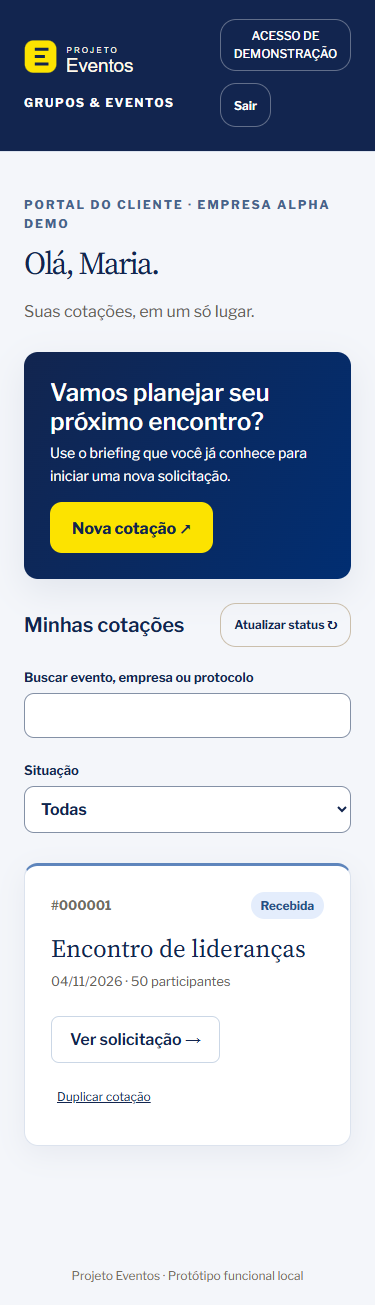 PROJETO
Eventos
GRUPOS & EVENTOS
ACESSO DE
DEMONSTRAÇÃO
Sair
PORTAL DO CLIENTE · EMPRESA ALPHA
DEMO
Olá, Maria.
Suas cotações, em um só lugar.
Vamos planejar seu
próximo encontro?
Use o briefing que você já conhece para
iniciar uma nova solicitação.
Nova cotação ↗
Minhas cotações
Atualizar status ↻
Buscar evento, empresa ou protocolo
Situação
Todas
#000001
Recebida
Encontro de lideranças
04/11/2026 · 50 participantes
Ver solicitação →
Duplicar cotação
Projeto Eventos · Protótipo funcional local